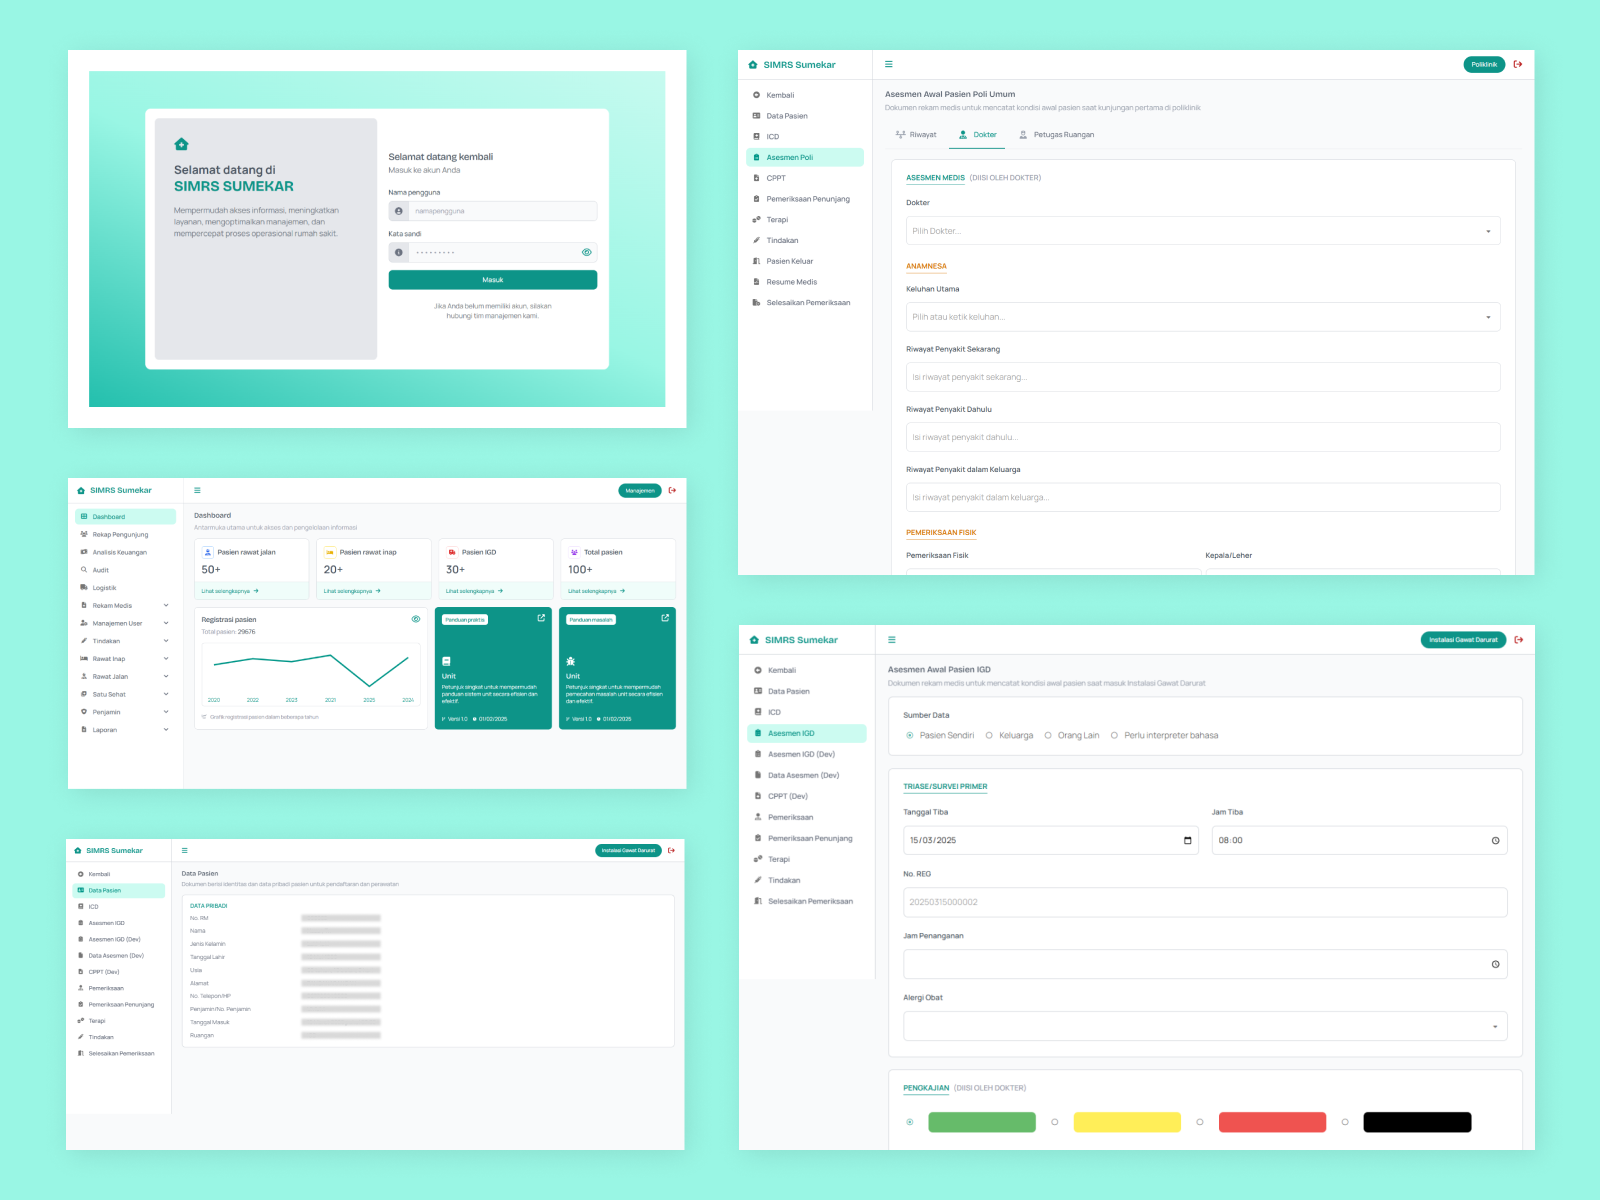 Selamat datang di
SIMRS SUMEKAR
Mempermudah akses informasi, meningkatkan
layanan, mengoptimalkan manajemen, dan
mempercepat proses operasional rumah sakit.
Selamat datang kembali
Masuk ke akun Anda
Nama pengguna
namapengguna
Kata sandi
Masuk
Jika Anda belum memiliki akun, silakan
hubungi tim manajemen kami.
SIMRS Sumekar
Manajemen
Dashboard
Rekap Pengunjung
Analisis Keuangan
Audit
Logistik
Rekam Medis
Manajemen User
Tindakan
Rawat Inap
Rawat Jalan
Satu Sehat
Penjamin
Laporan
Dashboard
Antarmuka utama untuk akses dan pengelolaan informasi
Pasien rawat jalan
50+
Lihat selengkapnya
Pasien rawat inap
20+
Lihat selengkapnya
Pasien IGD
30+
Lihat selengkapnya
Total pasien
100+
Lihat selengkapnya
Registrasi pasien
Total pasien: 29676
2020 2022 2023 2021 2025 2024
Grafik registrasi pasien dalam beberapa tahun
Panduan praktis
Unit
Petunjuk singkat untuk mempermudah
panduan sistem unit secara efisien dan
efektif.
Versi 1.0 01/02/2025
Panduan masalah
Unit
Petunjuk singkat untuk mempermudah
pemecahan masalah unit secara efisien
dan efektif.
Versi 1.0 01/02/2025
SIMRS Sumekar
Instalasi Gawat Darurat
Kembali
Data Pasien
ICD
Asesmen IGD
Asesmen IGD (Dev)
Data Asesmen (Dev)
CPPT (Dev)
Pemeriksaan
Pemeriksaan Penunjang
Terapi
Tindakan
Selesaikan Pemeriksaan
Data Pasien
Dokumen berisi identitas dan data pribadi pasien untuk pendaftaran dan perawatan
DATA PRIBADI
No. RM
Nama
Jenis Kelamin
Tanggal Lahir
Usia
Alamat
No. Telepon/HP
Penjamin/No. Penjamin
Tanggal Masuk
Ruangan
SIMRS Sumekar
Poliklinik
Kembali
Data Pasien
ICD
Asesmen Poli
CPPT
Pemeriksaan Penunjang
Terapi
Tindakan
Pasien Keluar
Resume Medis
Selesaikan Pemeriksaan
Asesmen Awal Pasien Poli Umum
Dokumen rekam medis untuk mencatat kondisi awal pasien saat kunjungan pertama di poliklinik
Riwayat Dokter Petugas Ruangan
ASESMEN MEDIS (DIISI OLEH DOKTER)
Dokter
Pilih Dokter...
ANAMNESA
Keluhan Utama
Pilih atau ketik keluhan...
Riwayat Penyakit Sekarang
Isi riwayat penyakit sekarang...
Riwayat Penyakit Dahulu
Isi riwayat penyakit dahulu...
Riwayat Penyakit dalam Keluarga
Isi riwayat penyakit dalam keluarga...
PEMERIKSAAN FISIK
Pemeriksaan Fisik Kepala/Leher
SIMRS Sumekar
Instalasi Gawat Darurat
Kembali
Data Pasien
ICD
Asesmen IGD
Asesmen IGD (Dev)
Data Asesmen (Dev)
CPPT (Dev)
Pemeriksaan
Pemeriksaan Penunjang
Terapi
Tindakan
Selesaikan Pemeriksaan
Asesmen Awal Pasien IGD
Dokumen rekam medis untuk mencatat kondisi awal pasien saat masuk Instalasi Gawat Darurat
Sumber Data
Pasien Sendiri Keluarga Orang Lain Perlu interpreter bahasa
TRIASE/SURVEI PRIMER
Tanggal Tiba Jam Tiba
15/03/2025 08:00
No. REG
20250315000002
Jam Penanganan
Alergi Obat
PENGKAJIAN (DIISI OLEH DOKTER)